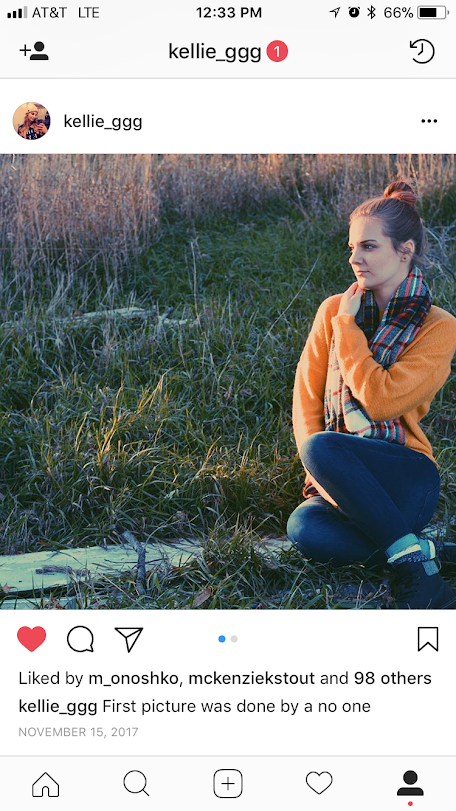 AT&T LTE 12:33 PM 66%
kellie_ggg 1
kellie_ggg
Liked by m_onoshko, mckenziekstout and 98 others
kellie_ggg First picture was done by a no one
NOVEMBER 15, 2017